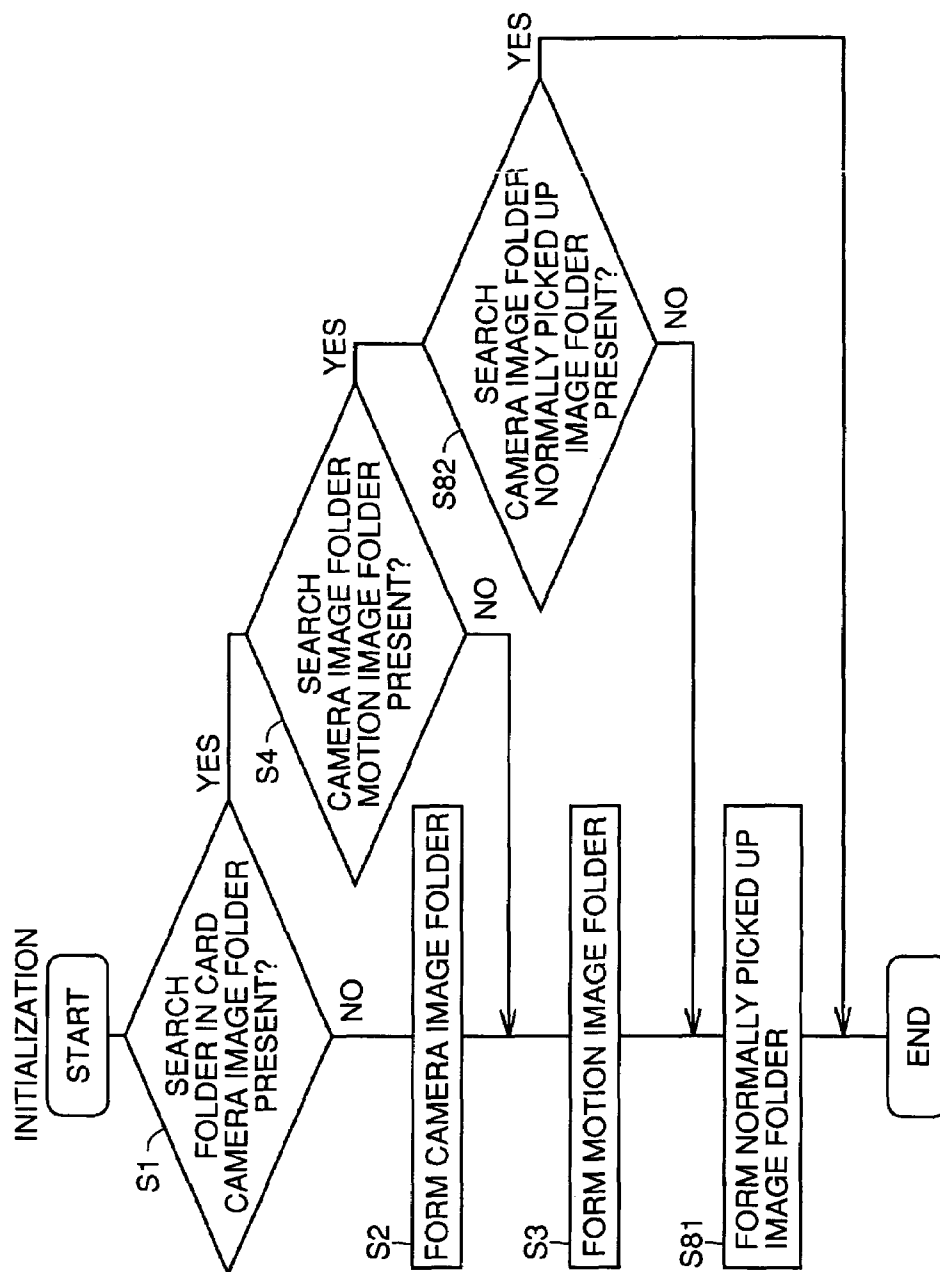 INITIALIZATION
START
S1
SEARCH
FOLDER IN CARD
CAMERA IMAGE FOLDER
PRESENT?
YES
NO
S4
SEARCH
CAMERA IMAGE FOLDER
MOTION IMAGE FOLDER
PRESENT?
YES
NO
S82
SEARCH
CAMERA IMAGE FOLDER
NORMALLY PICKED UP
IMAGE FOLDER
PRESENT?
YES
NO
S2
FORM CAMERA IMAGE FOLDER
S3
FORM MOTION IMAGE FOLDER
S81
FORM NORMALLY PICKED UP
IMAGE FOLDER
END